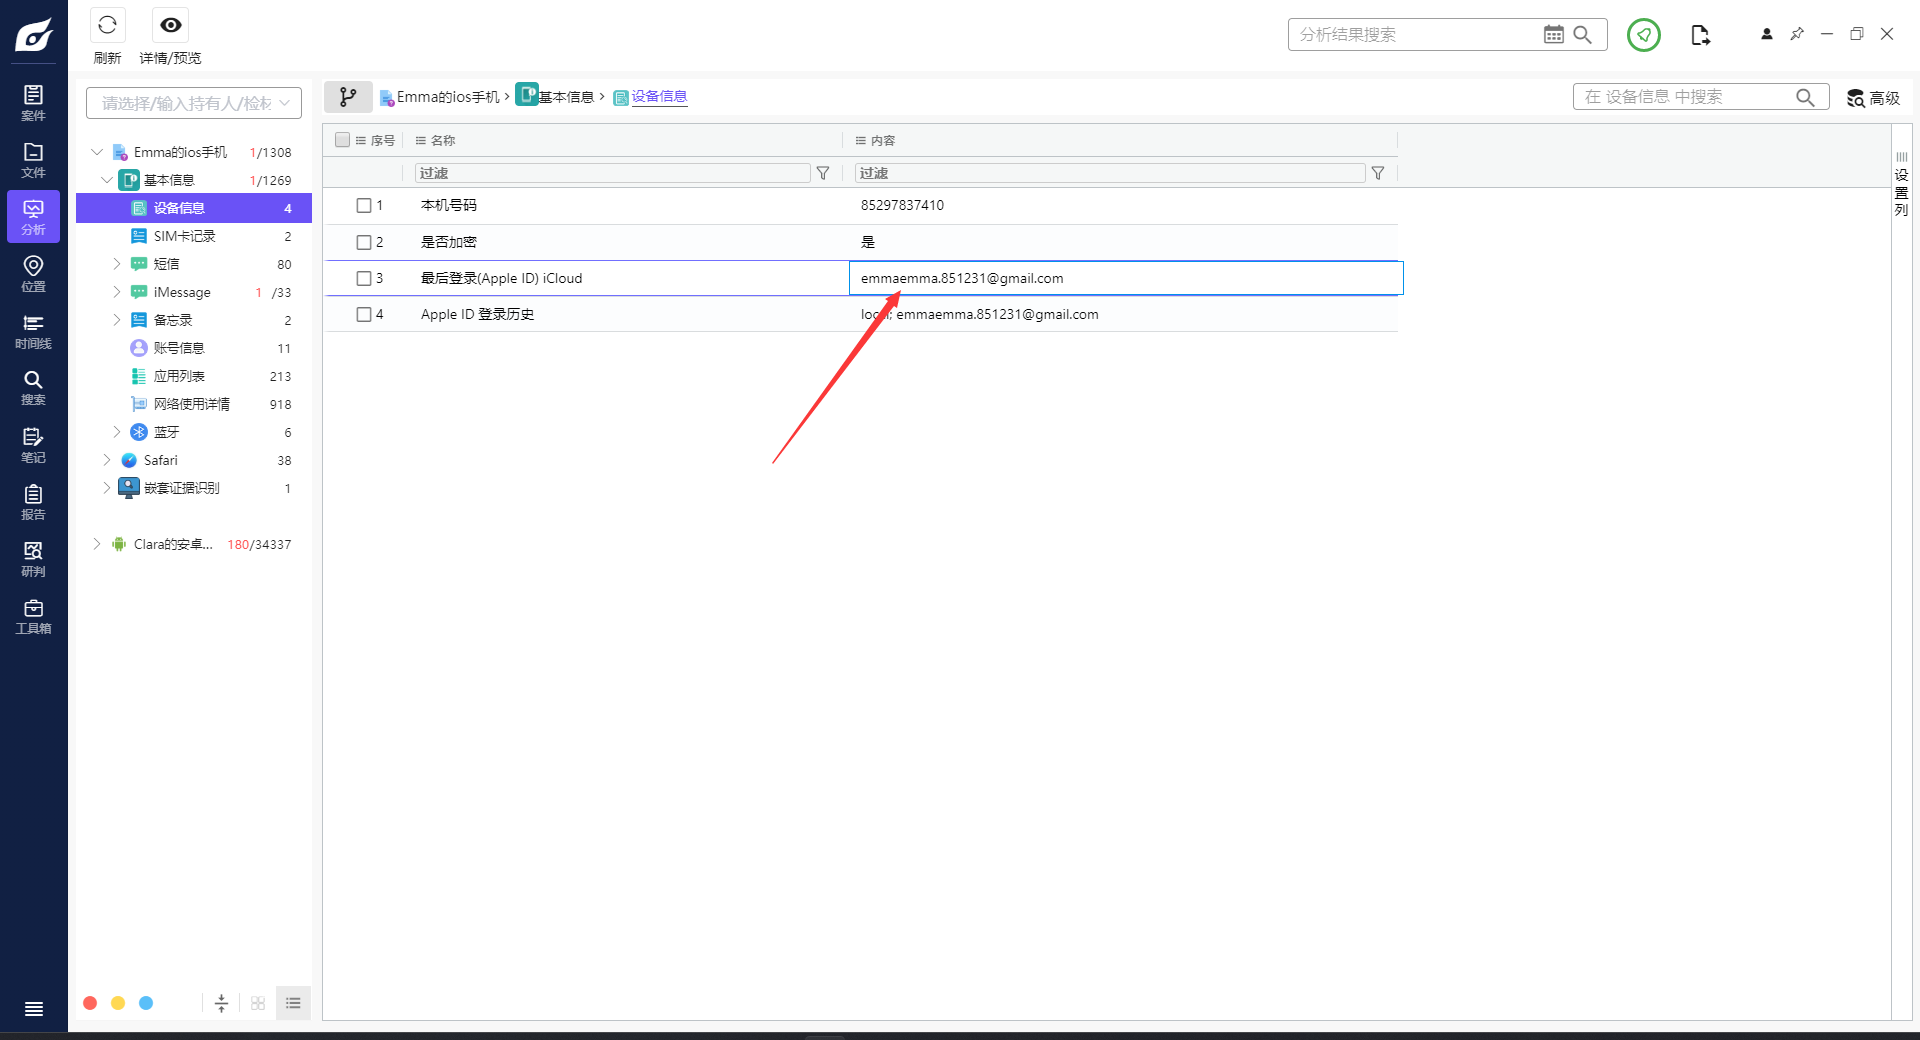 刷新
详情/预览
分析结果搜索
案件
文件
分析
位置
时间线
搜索
笔记
报告
研判
工具箱
请选择/输入持有人/检材
Emma的ios手机 1/1308
基本信息 1/1269
设备信息 4
SIM卡记录 2
短信 80
iMessage 1 /33
备忘录 2
账号信息 11
应用列表 213
网络使用详情 918
蓝牙 6
Safari 38
嵌套证据识别 1
Clara的安卓... 180/34337
Emma的ios手机 基本信息 设备信息
在 设备信息 中搜索
高级
序号 名称 内容
过滤 过滤
1 本机号码 85297837410
2 是否加密 是
3 最后登录(Apple ID) iCloud emmaemma.851231@gmail.com
4 Apple ID 登录历史 local; emmaemma.851231@gmail.com
设置列